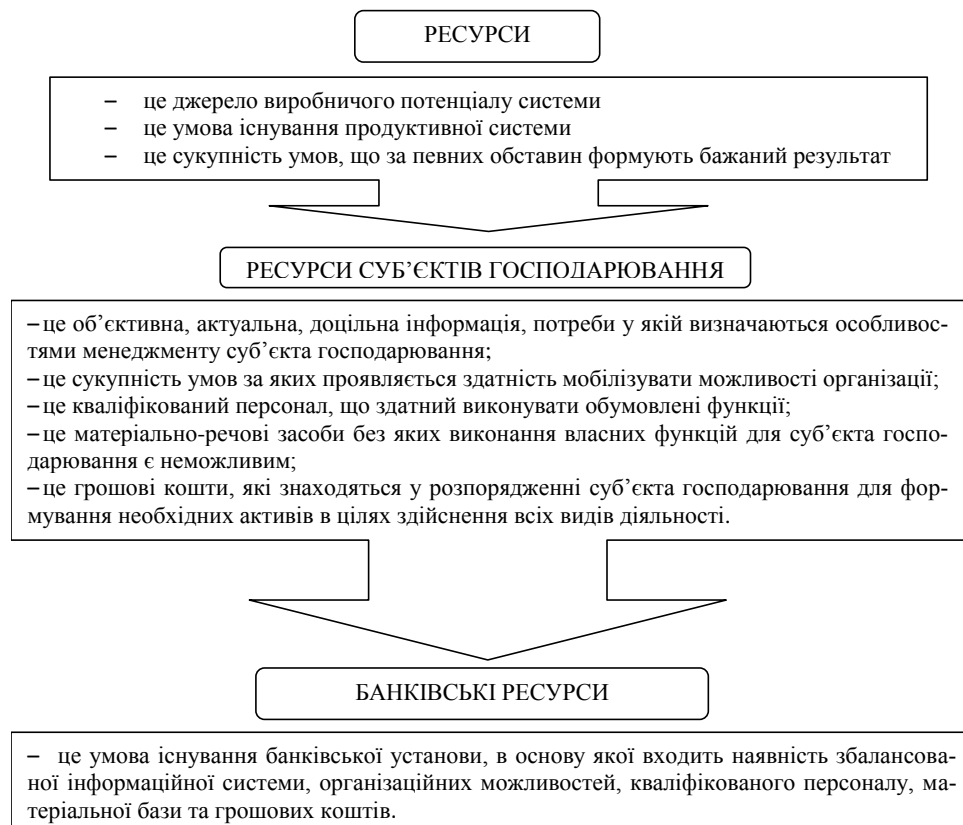 РЕСУРСИ
– це джерело виробничого потенціалу системи
– це умова існування продуктивної системи
– це сукупність умов, що за певних обставин формують бажаний результат
РЕСУРСИ СУБ’ЄКТІВ ГОСПОДАРЮВАННЯ
– це об’єктивна, актуальна, доцільна інформація, потреби у якій визначаються особливос-
тями менеджменту суб’єкта господарювання;
– це сукупність умов за яких проявляється здатність мобілізувати можливості організації;
– це кваліфікований персонал, що здатний виконувати обумовлені функції;
– це матеріально-речові засоби без яких виконання власних функцій для суб’єкта госпо-
дарювання є неможливим;
– це грошові кошти, які знаходяться у розпорядженні суб’єкта господарювання для фор-
мування необхідних активів в цілях здійснення всіх видів діяльності.
БАНКІВСЬКІ РЕСУРСИ
– це умова існування банківської установи, в основу якої входить наявність збалансова-
ної інформаційної системи, організаційних можливостей, кваліфікованого персоналу, ма-
теріальної бази та грошових коштів.